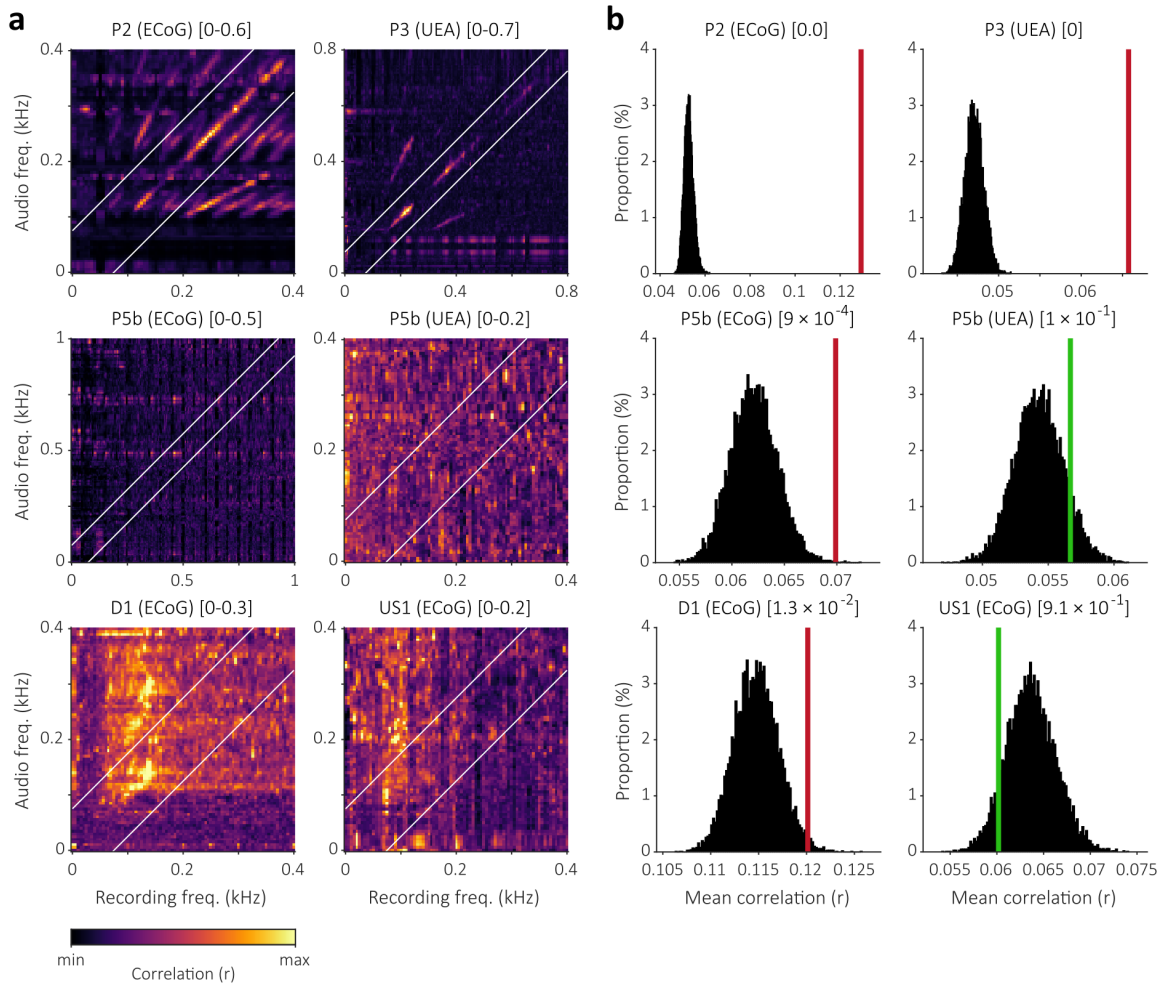 a
b
P2 (ECoG) [0-0.6]
P3 (UEA) [0-0.7]
P2 (ECoG) [0.0]
P3 (UEA) [0]
Audio freq. (kHz)
0.4
0.2
0
0 0.2 0.4
0.8
0.4
0
0 0.4 0.8
Proportion (%)
4
3
2
1
0
0.04 0.06 0.08 0.10 0.12
4
3
2
1
0
0.05 0.06
P5b (ECoG) [0-0.5]
P5b (UEA) [0-0.2]
P5b (ECoG) [9 × 10⁻⁴]
P5b (UEA) [1 × 10⁻¹]
Audio freq. (kHz)
1
0.5
0
0 0.5 1
0.4
0.2
0
0 0.2 0.4
Proportion (%)
4
3
2
1
0
0.055 0.06 0.065 0.07
4
3
2
1
0
0.05 0.055 0.06
D1 (ECoG) [0-0.3]
US1 (ECoG) [0-0.2]
D1 (ECoG) [1.3 × 10⁻²]
US1 (ECoG) [9.1 × 10⁻¹]
Audio freq. (kHz)
0.4
0.2
0
0 0.2 0.4
0.4
0.2
0
0 0.2 0.4
Proportion (%)
4
3
2
1
0
0.105 0.11 0.115 0.12 0.125
4
3
2
1
0
0.055 0.06 0.065 0.07 0.075
Recording freq. (kHz)
Recording freq. (kHz)
Mean correlation (r)
Mean correlation (r)
min
max
Correlation (r)